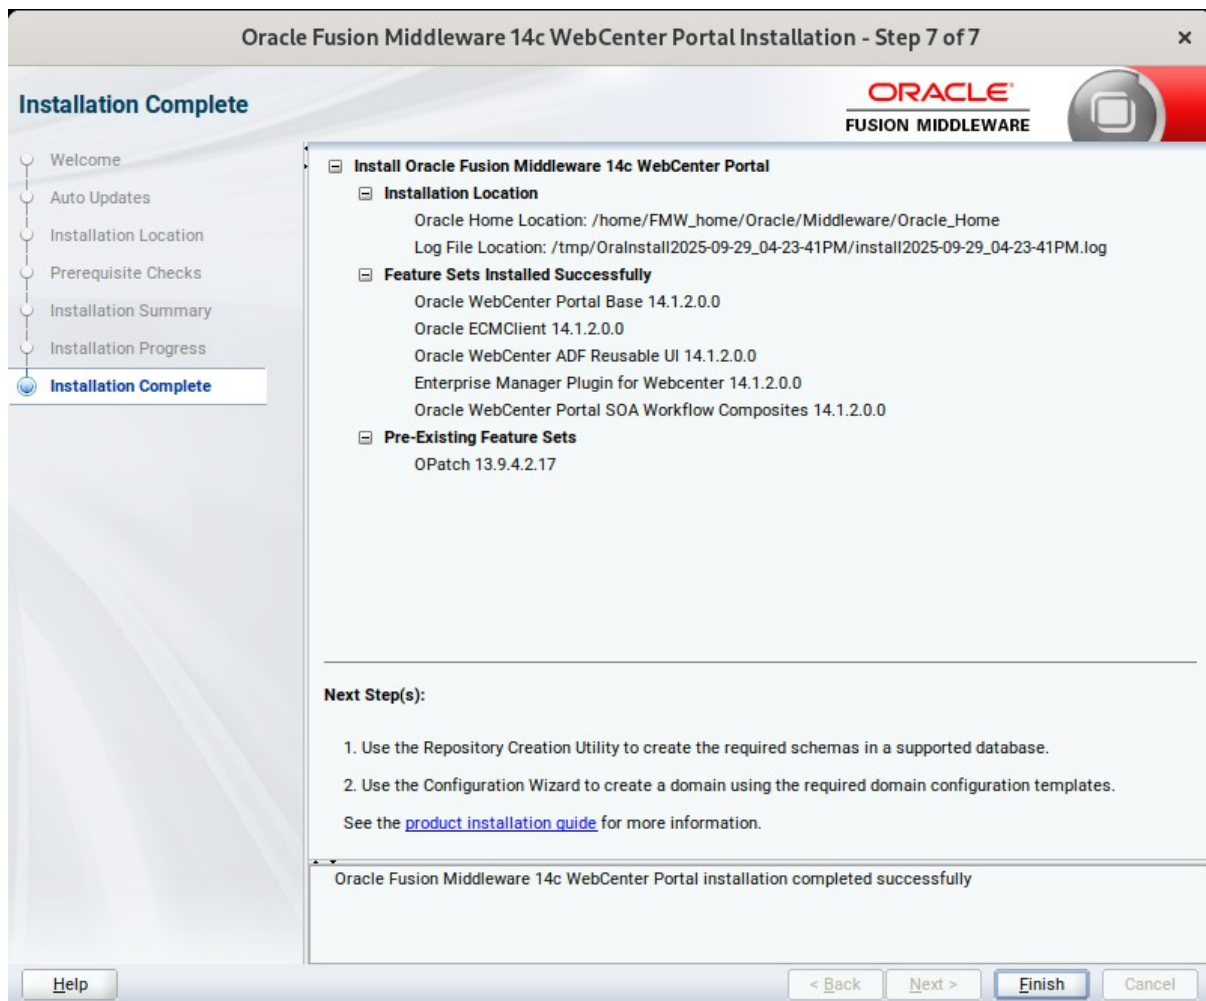 Oracle Fusion Middleware 14c WebCenter Portal Installation - Step 7 of 7
Installation Complete
ORACLE
FUSION MIDDLEWARE
Welcome
Auto Updates
Installation Location
Prerequisite Checks
Installation Summary
Installation Progress
Installation Complete
Install Oracle Fusion Middleware 14c WebCenter Portal
Installation Location
Oracle Home Location: /home/FMW_home/Oracle/Middleware/Oracle_Home
Log File Location: /tmp/OraInstall2025-09-29_04-23-41PM/install2025-09-29_04-23-41PM.log
Feature Sets Installed Successfully
Oracle WebCenter Portal Base 14.1.2.0.0
Oracle ECMClient 14.1.2.0.0
Oracle WebCenter ADF Reusable UI 14.1.2.0.0
Enterprise Manager Plugin for Webcenter 14.1.2.0.0
Oracle WebCenter Portal SOA Workflow Composites 14.1.2.0.0
Pre-Existing Feature Sets
OPatch 13.9.4.2.17
Next Step(s):
1. Use the Repository Creation Utility to create the required schemas in a supported database.
2. Use the Configuration Wizard to create a domain using the required domain configuration templates.
See the product installation guide for more information.
Oracle Fusion Middleware 14c WebCenter Portal installation completed successfully
Help
< Back
Next >
Finish
Cancel